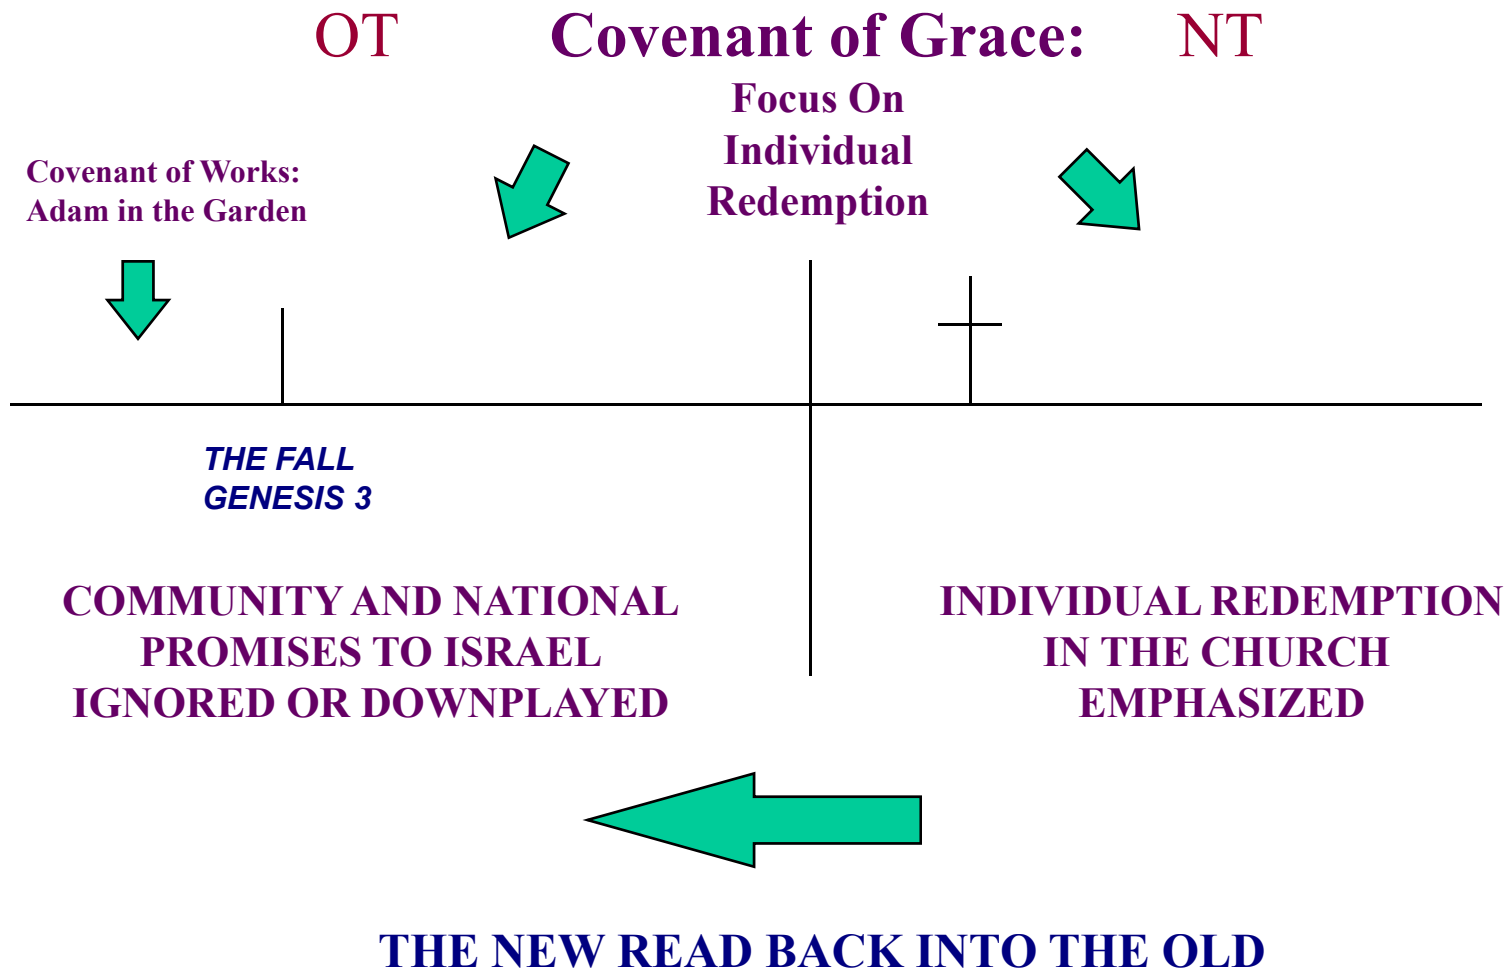 OT Covenant of Grace: NT
Focus On
Individual
Redemption
Covenant of Works:
Adam in the Garden
THE FALL
GENESIS 3
COMMUNITY AND NATIONAL
PROMISES TO ISRAEL
IGNORED OR DOWNPLAYED
INDIVIDUAL REDEMPTION
IN THE CHURCH
EMPHASIZED
THE NEW READ BACK INTO THE OLD